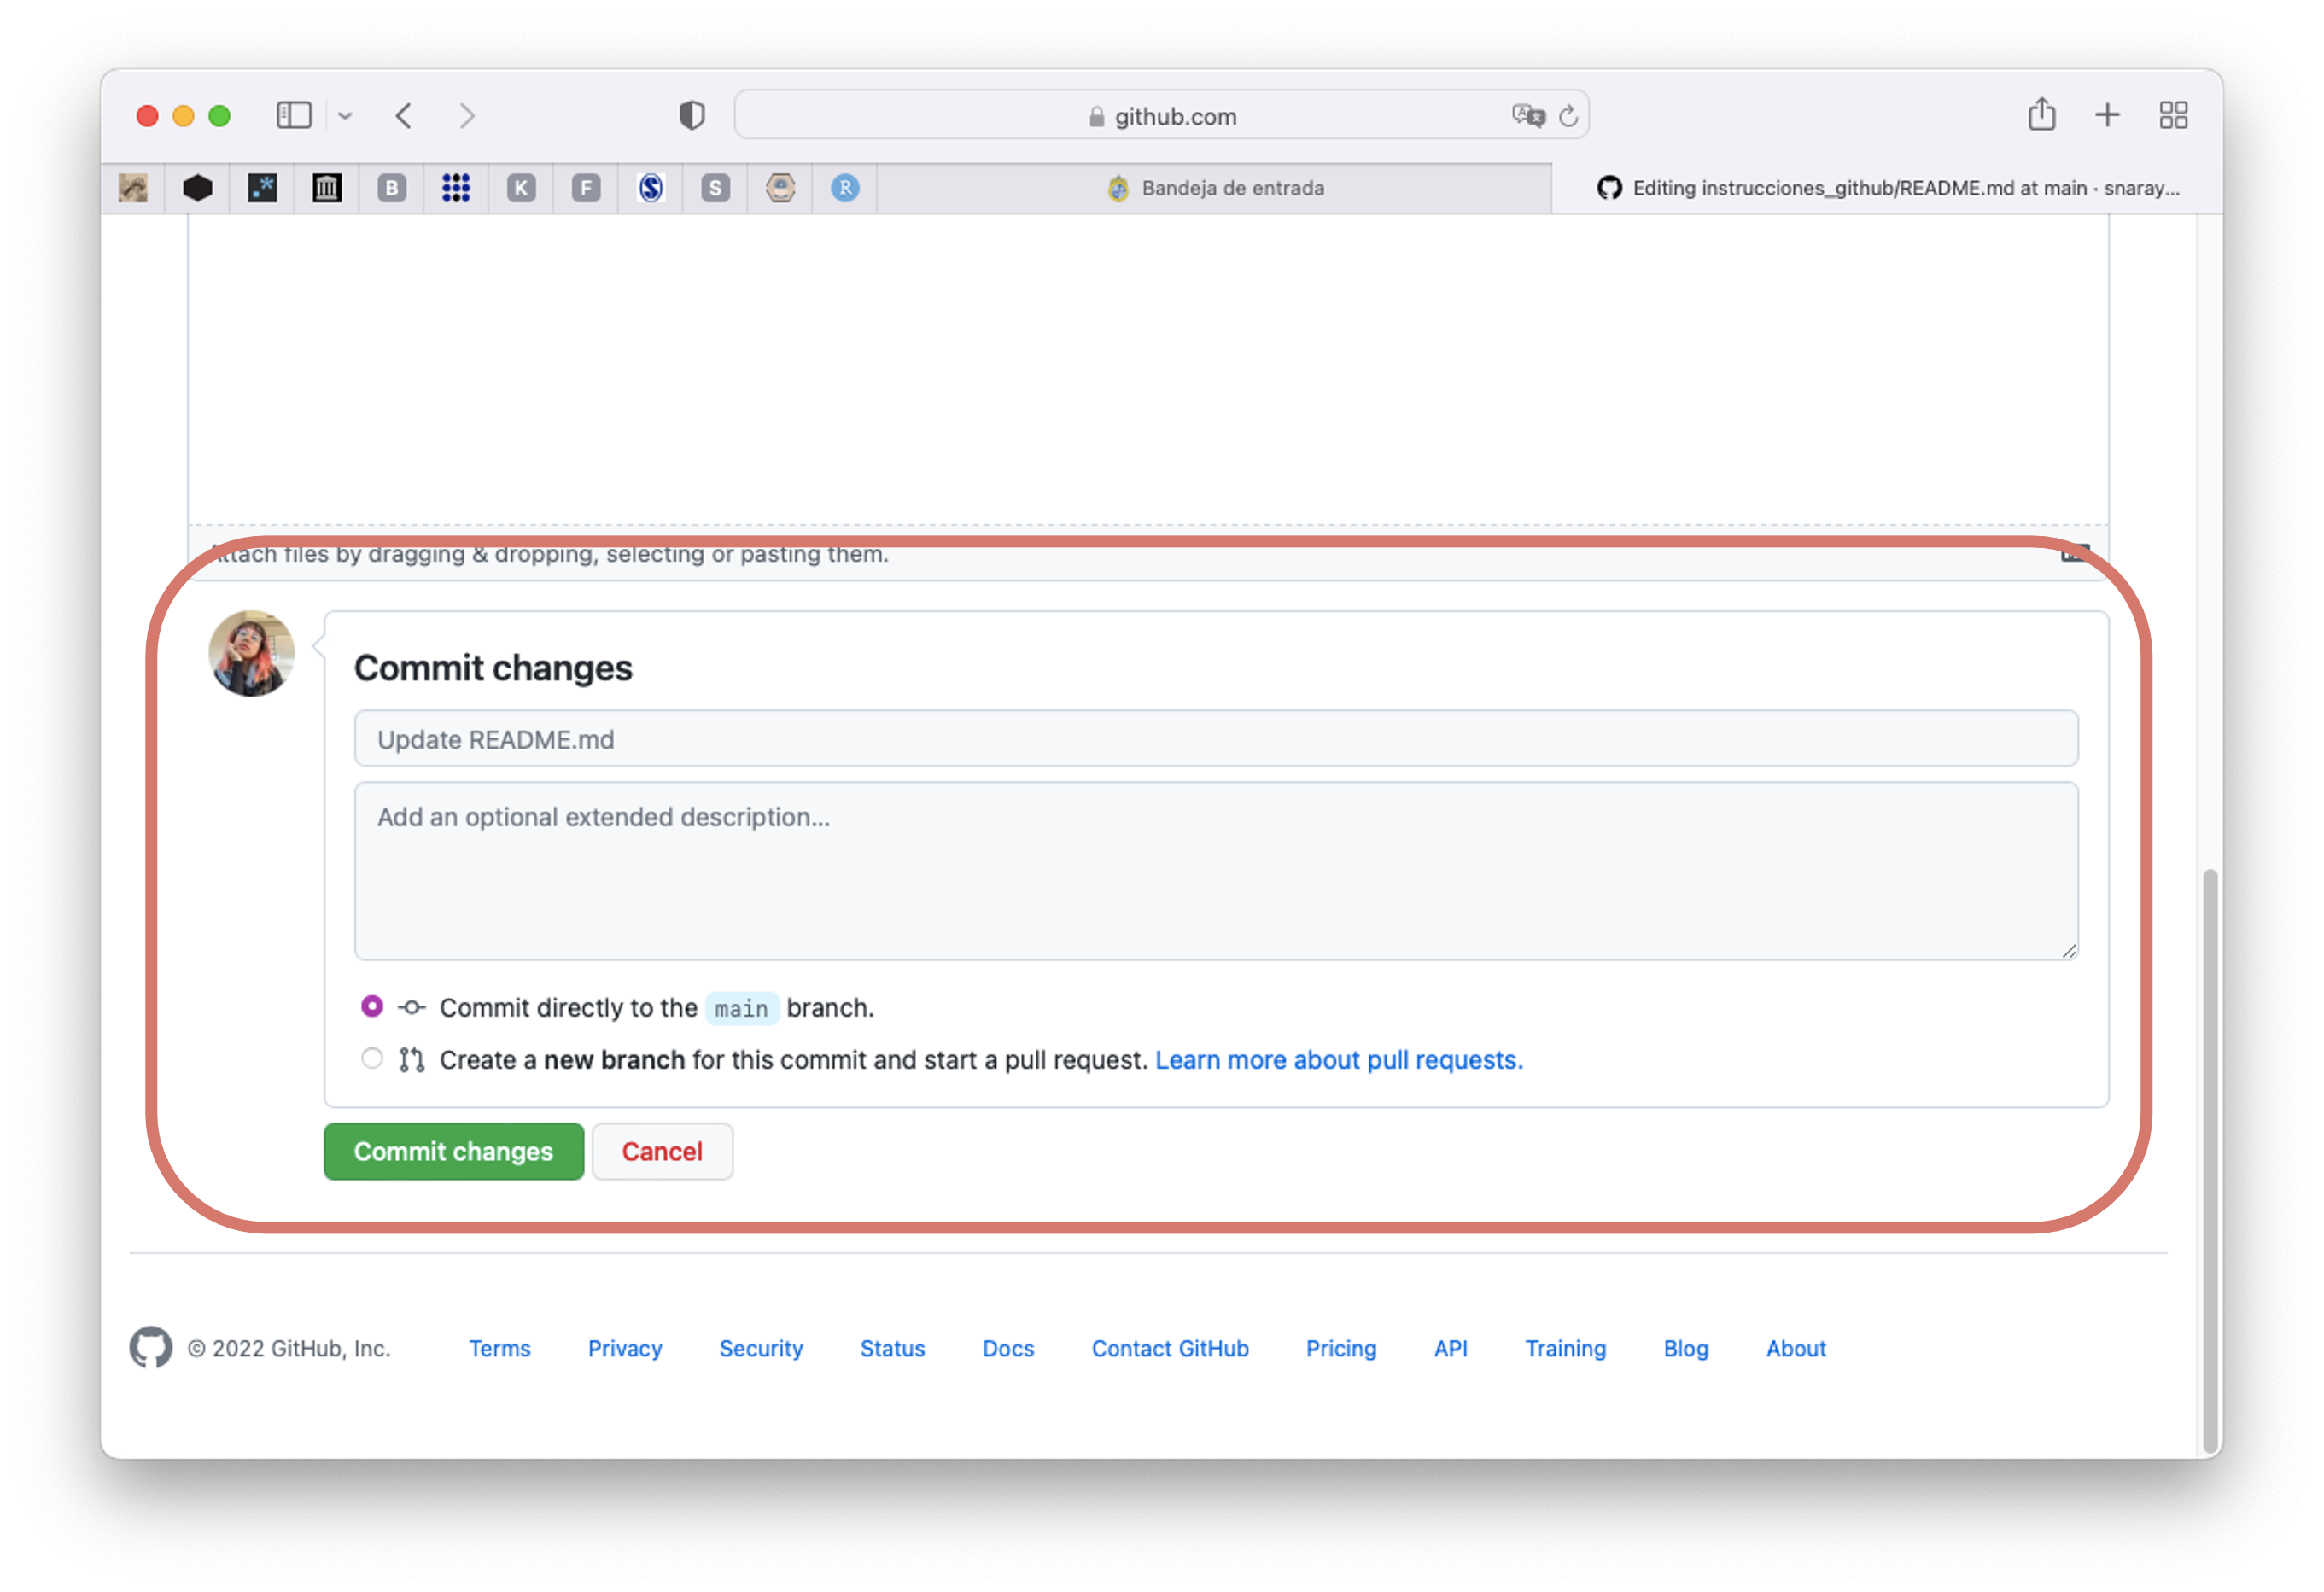 github.com
B K F S S R Bandeja de entrada Editing instrucciones_github/README.md at main · snaray...
Attach files by dragging & dropping, selecting or pasting them.
Commit changes
Update README.md
Add an optional extended description...
Commit directly to the main branch.
Create a new branch for this commit and start a pull request. Learn more about pull requests.
Commit changes Cancel
© 2022 GitHub, Inc. Terms Privacy Security Status Docs Contact GitHub Pricing API Training Blog About